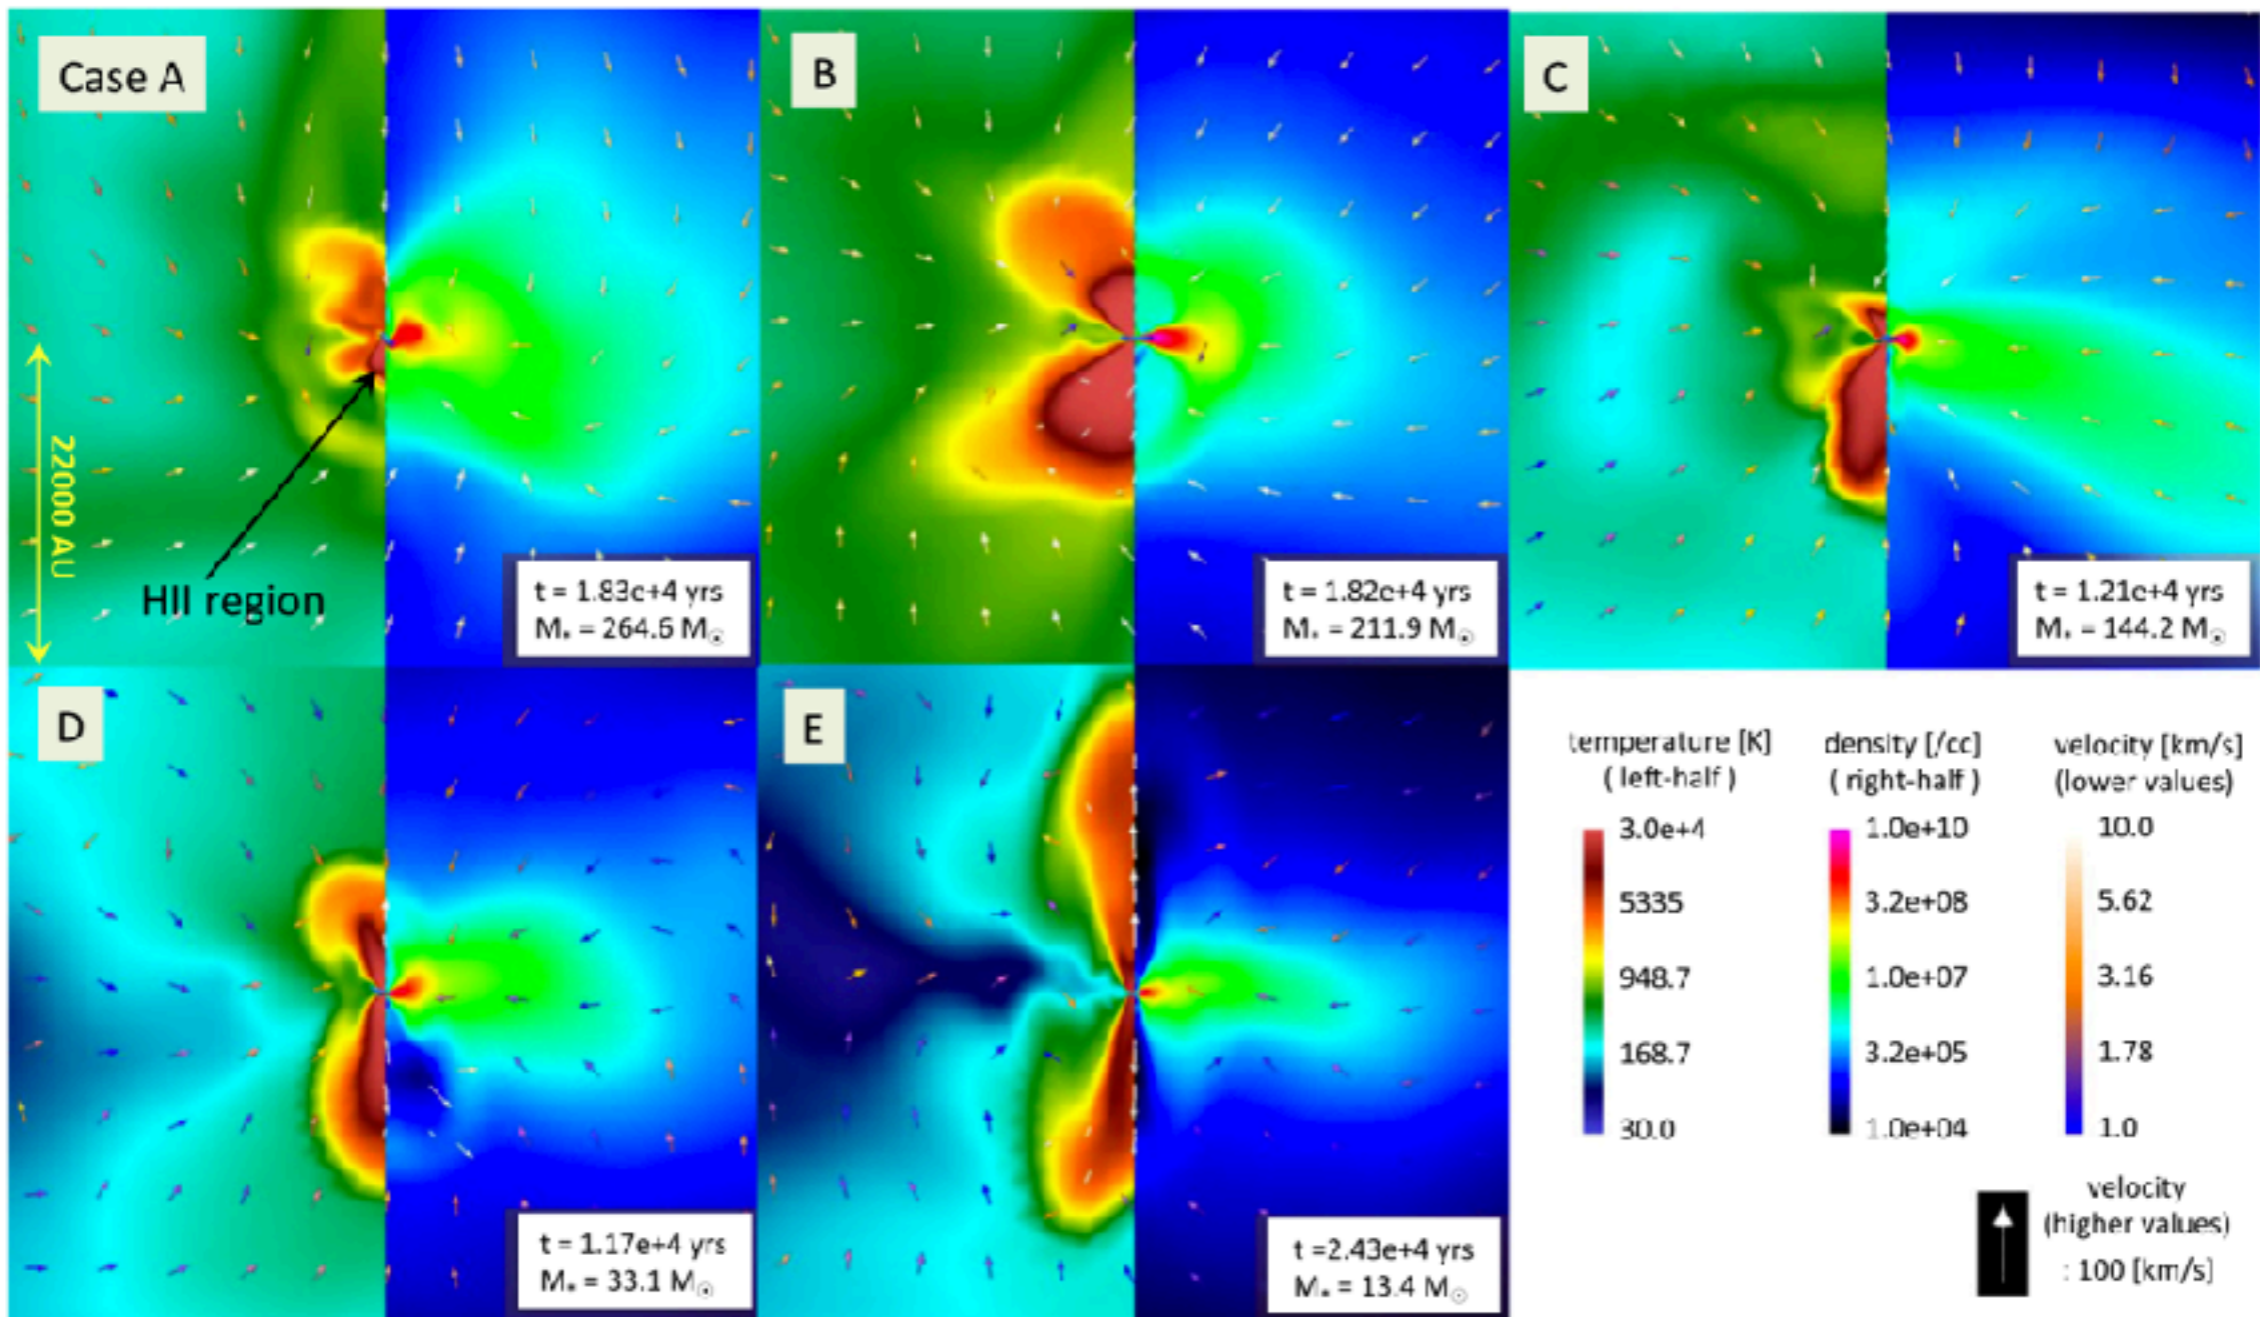 Case A
B
C
22000 AU
HII region
t = 1.83e+4 yrs
M* = 264.6 M☉
t = 1.82e+4 yrs
M* = 211.9 M☉
t = 1.21e+4 yrs
M* = 144.2 M☉
D
E
t = 1.17e+4 yrs
M* = 33.1 M☉
t =2.43e+4 yrs
M* = 13.4 M☉
temperature [K]
( left-half )
3.0e+4
5335
948.7
168.7
30.0
density [/cc]
( right-half )
1.0e+10
3.2e+08
1.0e+07
3.2e+05
1.0e+04
velocity [km/s]
(lower values)
10.0
5.62
3.16
1.78
1.0
velocity
(higher values)
: 100 [km/s]